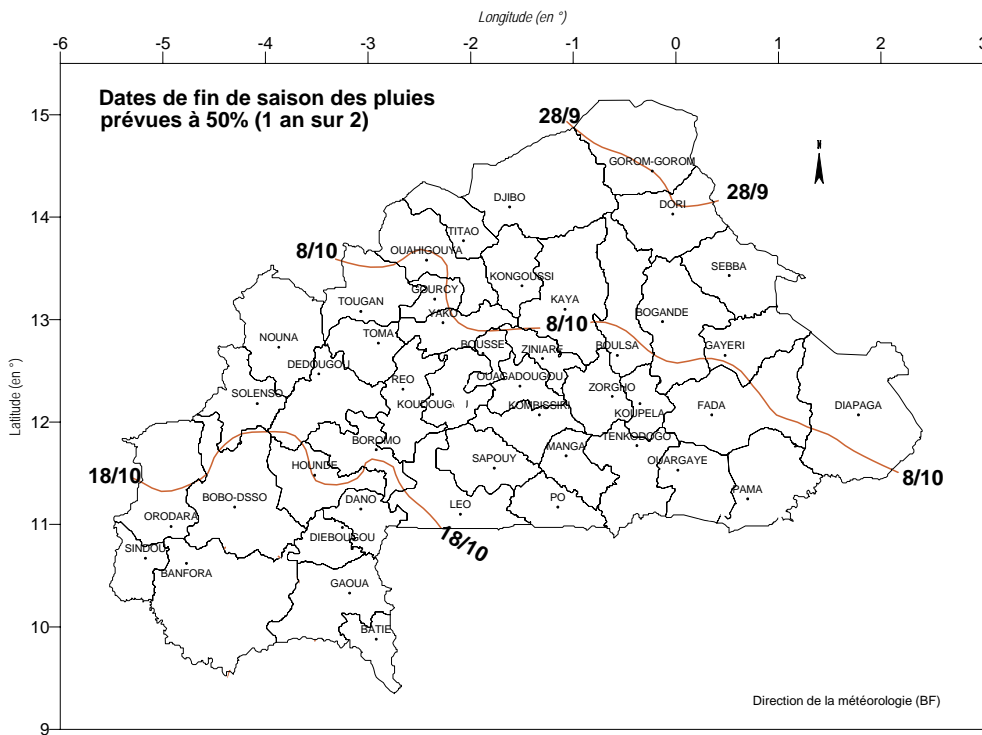 Longitude (en °)
-6 -5 -4 -3 -2 -1 0 1 2 3
Dates de fin de saison des pluies
prévues à 50% (1 an sur 2)
15
14
13
12
11
10
9
Latitude (en °)
N
28/9
GOROM-GOROM
28/9
DJIBO
DORI
TITAO
8/10
OUAHIGOUYA
SEBBA
KONGOUSSI
GOURCY
KAYA
TOUGAN
BOGANDE
YAKO
8/10
NOUNA
TOMA
BOUSSE
ZINIARE
BOULSA
GAYERI
DEDOUGOU
REO
OUAGADOUGOU
SOLENSO
ZORGHO
KOUDOUGOU
KOMBISSIRI
KOUPELA
FADA
DIAPAGA
BOROMO
TENKODOGO
MANGA
18/10
HOUNDE
SAPOUY
OUARGAYE
8/10
BOBO-DSSO
DANO
LEO
PO
PAMA
ORODARA
18/10
DIEBOUGOU
SINDOU
BANFORA
GAOUA
BATIE
Direction de la météorologie (BF)